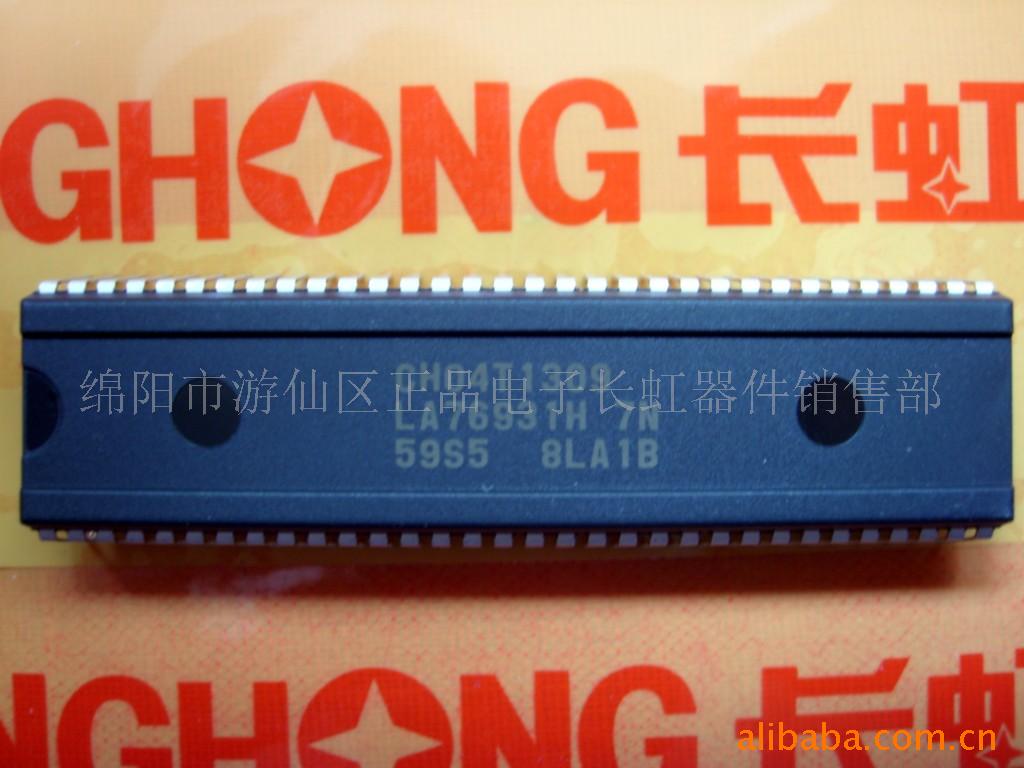 GHONG 长虹
CH04T1309
LA76931H 7N
59S5 8LA1B
绵阳市游仙区正品电子长虹器件销售部
NGHONG 长虹
alibaba.com.cn